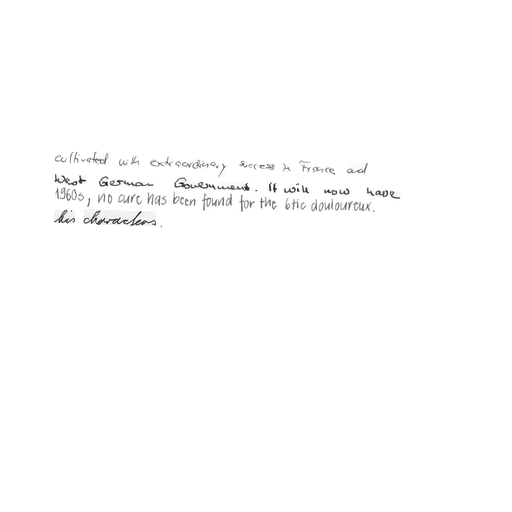 cultivated with extraordinary success in France and
West German Government. It will now have
1960s, no cure has been found for the 6tic douloureux.
his characters.